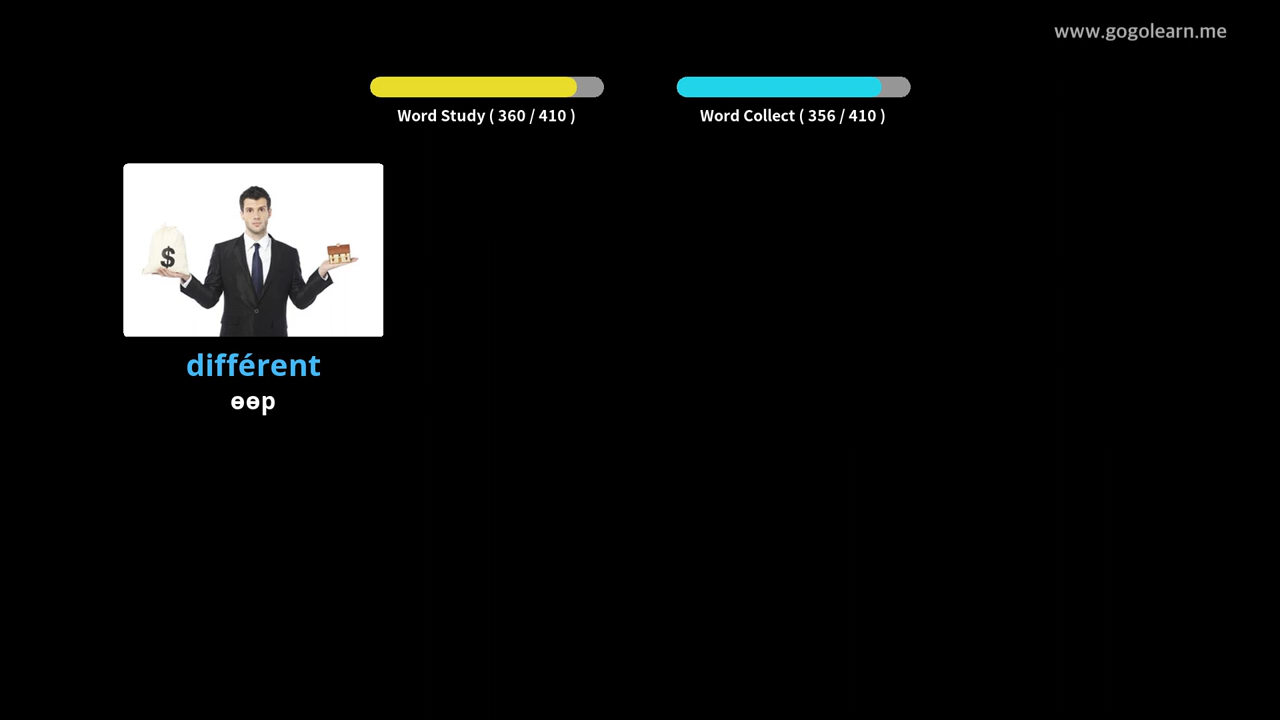 www.gogolearn.me
Word Study ( 360 / 410 )
Word Collect ( 356 / 410 )
$
différent
өөр